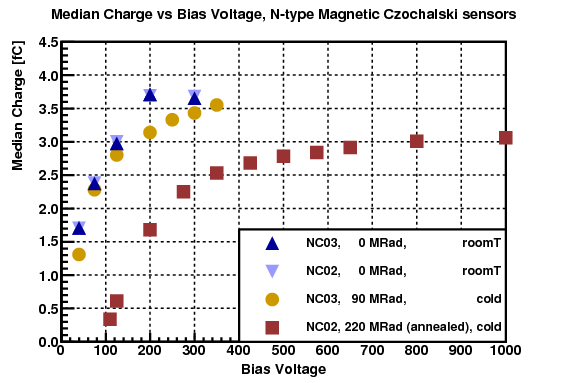 Median Charge vs Bias Voltage, N-type Magnetic Czochalski sensors
Median Charge [fC]
4.5
4.0
3.5
3.0
2.5
2.0
1.5
1.0
0.5
0.0
NC03, 0 MRad, roomT
NC02, 0 MRad, roomT
NC03, 90 MRad, cold
NC02, 220 MRad (annealed), cold
0 100 200 300 400 500 600 700 800 900 1000
Bias Voltage